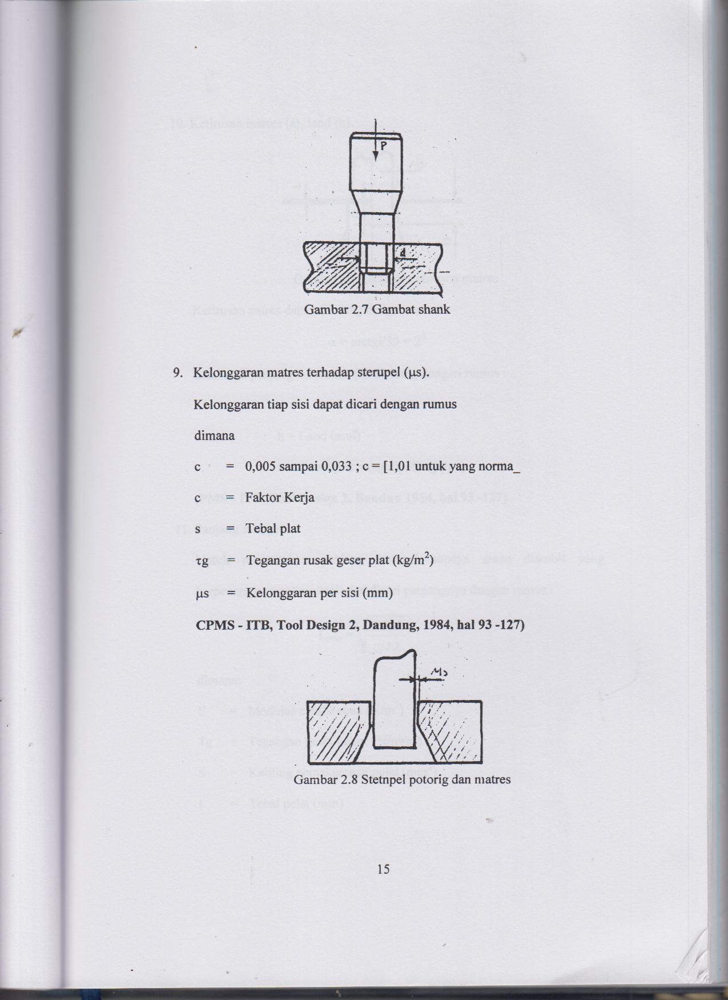 P
d
Gambar 2.7 Gambat shank
9. Kelonggaran matres terhadap sterupel (μs).
Kelonggaran tiap sisi dapat dicari dengan rumus
dimana
c = 0,005 sampai 0,033 ; c = [1,01 untuk yang norma_
c = Faktor Kerja
s = Tebal plat
τg = Tegangan rusak geser plat (kg/m²)
μs = Kelonggaran per sisi (mm)
CPMS - ITB, Tool Design 2, Dandung, 1984, hal 93 -127)
μs
Gambar 2.8 Stetnpel potorig dan matres
15